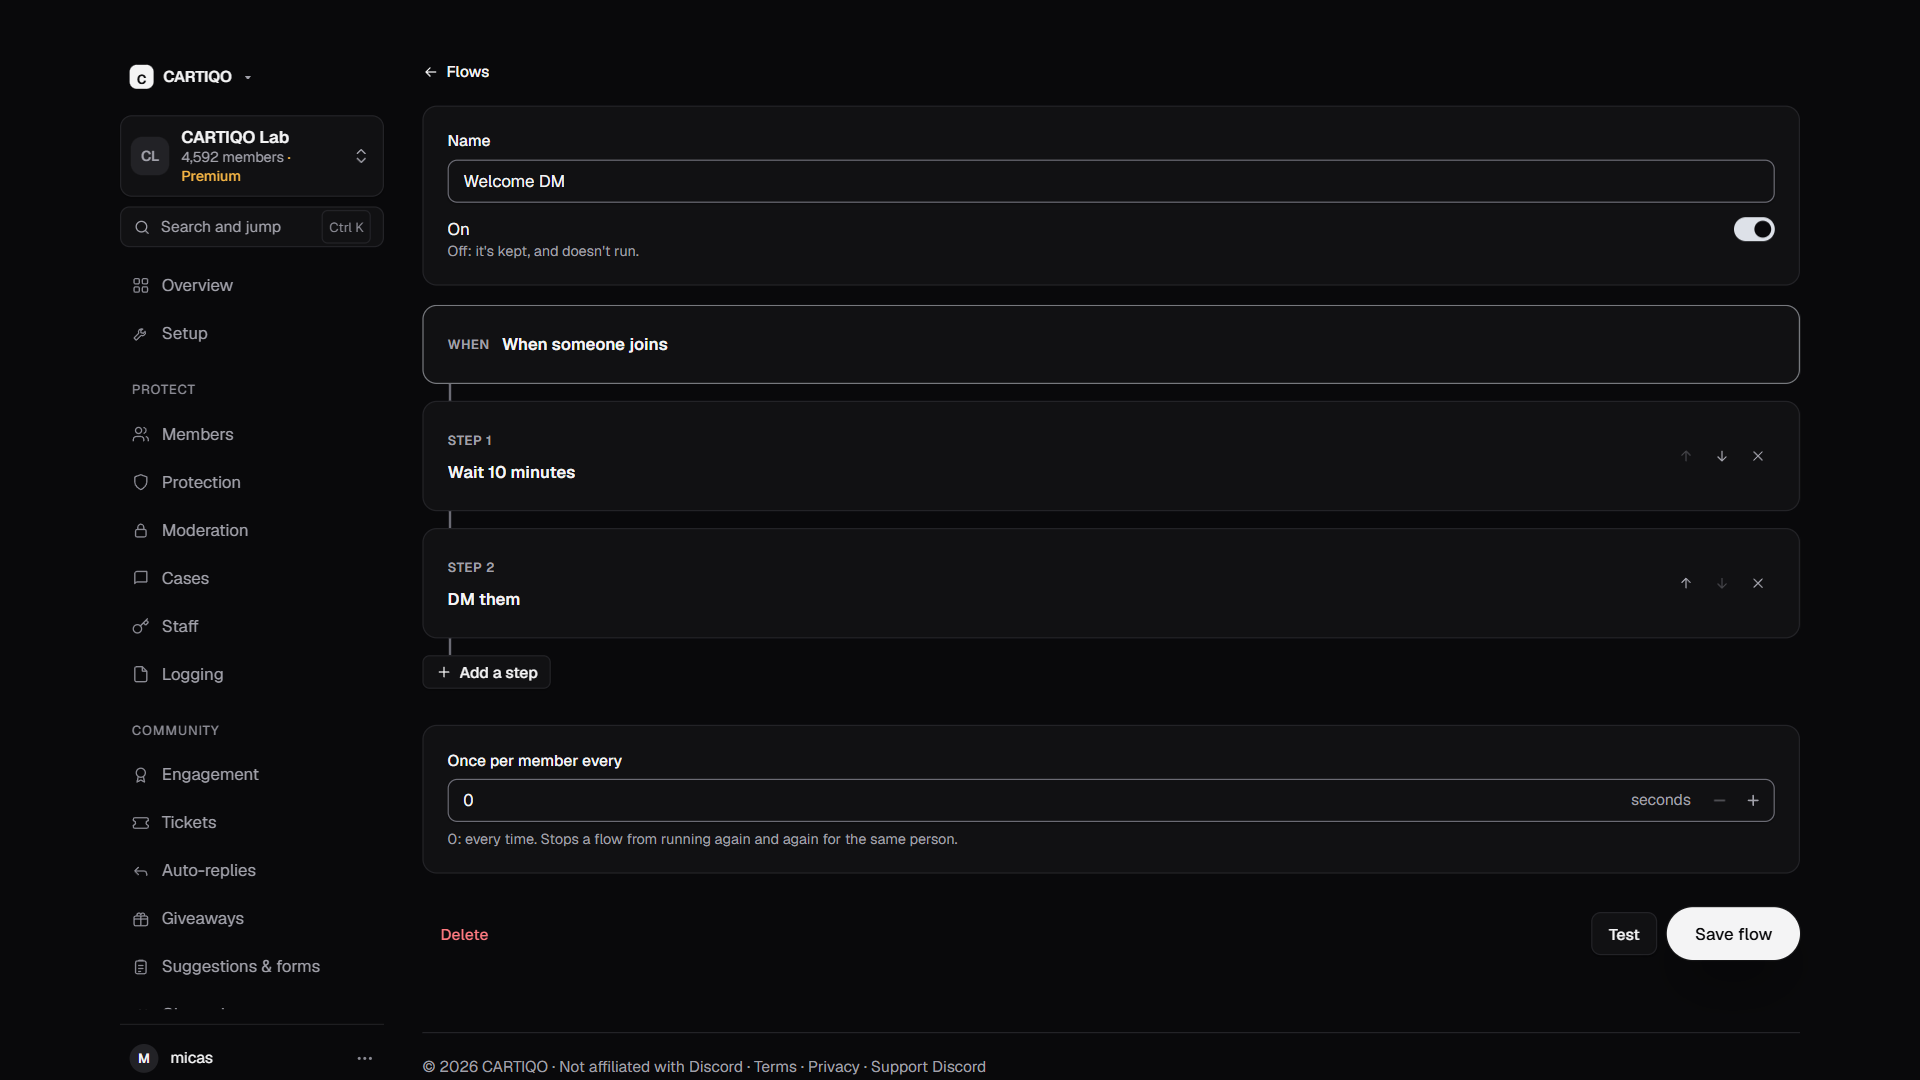 C CARTIQO
CL
CARTIQO Lab
4,592 members ·
Premium
Search and jump Ctrl K
Overview
Setup
PROTECT
Members
Protection
Moderation
Cases
Staff
Logging
COMMUNITY
Engagement
Tickets
Auto-replies
Giveaways
Suggestions & forms
M micas
← Flows
Name
Welcome DM
On
Off: it's kept, and doesn't run.
WHEN When someone joins
STEP 1
Wait 10 minutes
STEP 2
DM them
+ Add a step
Once per member every
0 seconds − +
0: every time. Stops a flow from running again and again for the same person.
Delete
Test
Save flow
© 2026 CARTIQO · Not affiliated with Discord · Terms · Privacy · Support Discord